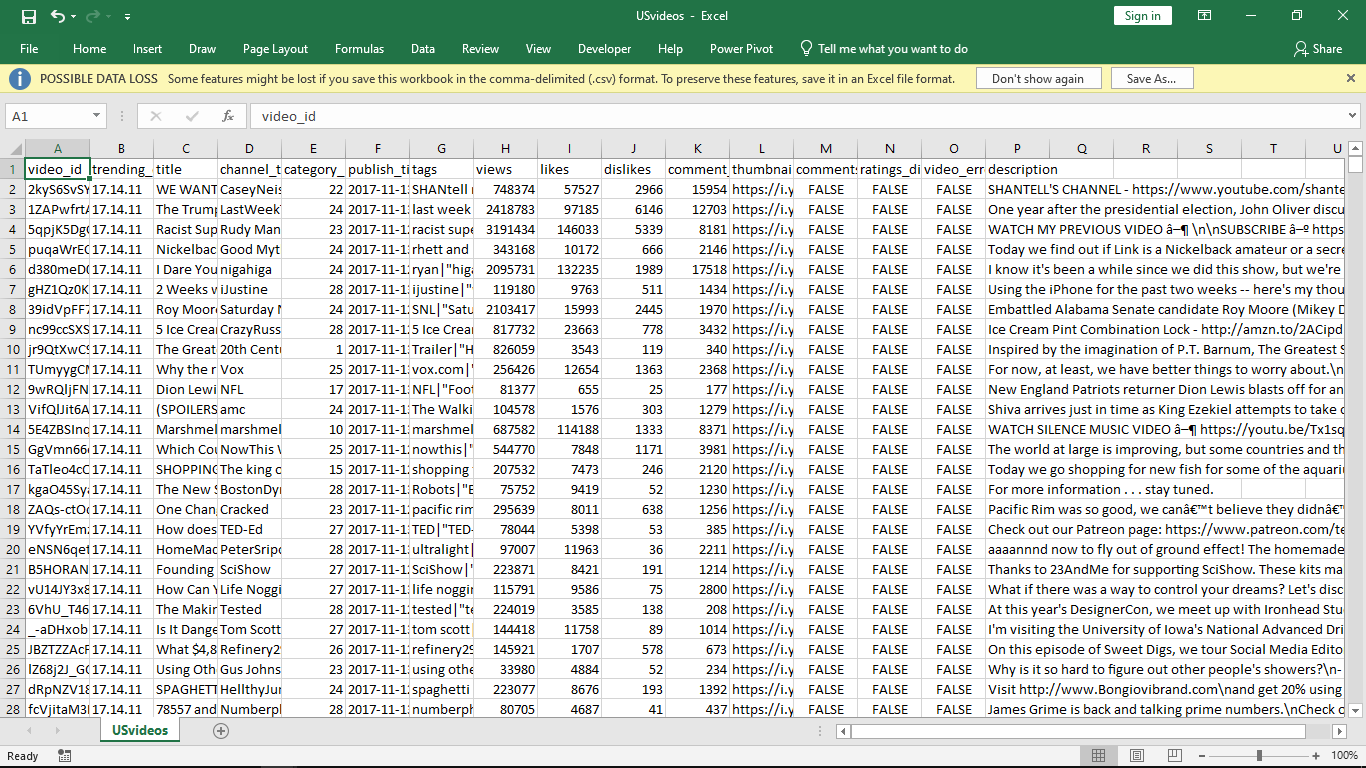 USvideos - Excel
Sign in
File Home Insert Draw Page Layout Formulas Data Review View Developer Help Power Pivot Tell me what you want to do Share
POSSIBLE DATA LOSS Some features might be lost if you save this workbook in the comma-delimited (.csv) format. To preserve these features, save it in an Excel file format. Don't show again Save As...
A1 fx video_id
A B C D E F G H I J K L M N O P Q R S T U
1 video_id trending_ title channel_t category_ publish_ti tags views likes dislikes comment_ thumbnai comments ratings_di video_err description
2 2kyS6SvSY 17.14.11 WE WANT CaseyNeis 22 2017-11-13 SHANtell 748374 57527 2966 15954 https://i.y FALSE FALSE FALSE SHANTELL'S CHANNEL - https://www.youtube.com/shante
3 1ZAPwfrtA 17.14.11 The Trump LastWeek 24 2017-11-13 last week 2418783 97185 6146 12703 https://i.y FALSE FALSE FALSE One year after the presidential election, John Oliver discu
4 5qpjK5Dg 17.14.11 Racist Sup Rudy Man 23 2017-11-12 racist supe 3191434 146033 5339 8181 https://i.y FALSE FALSE FALSE WATCH MY PREVIOUS VIDEO â–¶ \n\nSUBSCRIBE â–º https
5 puqaWrEC 17.14.11 Nickelbac Good Myt 24 2017-11-13 rhett and 343168 10172 666 2146 https://i.y FALSE FALSE FALSE Today we find out if Link is a Nickelback amateur or a secre
6 d380meD 17.14.11 I Dare You nigahiga 24 2017-11-12 ryan|"higa 2095731 132235 1989 17518 https://i.y FALSE FALSE FALSE I know it's been a while since we did this show, but we're
7 gHZ1Qz0K 17.14.11 2 Weeks w iJustine 28 2017-11-13 ijustine|" 119180 9763 511 1434 https://i.y FALSE FALSE FALSE Using the iPhone for the past two weeks -- here's my thou
8 39idVpFF7 17.14.11 Roy Moore Saturday N 24 2017-11-12 SNL|"Satu 2103417 15993 2445 1970 https://i.y FALSE FALSE FALSE Embattled Alabama Senate candidate Roy Moore (Mikey D
9 nc99ccSXS 17.14.11 5 Ice Crea CrazyRuss 28 2017-11-12 5 Ice Crea 817732 23663 778 3432 https://i.y FALSE FALSE FALSE Ice Cream Pint Combination Lock - http://amzn.to/2ACipd
10 jr9QtXwC9 17.14.11 The Great 20th Cent 1 2017-11-13 Trailer|"H 826059 3543 119 340 https://i.y FALSE FALSE FALSE Inspired by the imagination of P.T. Barnum, The Greatest S
11 TUmyygC 17.14.11 Why the r Vox 25 2017-11-13 vox.com|" 256426 12654 1363 2368 https://i.y FALSE FALSE FALSE For now, at least, we have better things to worry about.\n
12 9wRQljFN 17.14.11 Dion Lewi NFL 17 2017-11-13 NFL|"Foot 81377 655 25 177 https://i.y FALSE FALSE FALSE New England Patriots returner Dion Lewis blasts off for an
13 VifQlJit6A 17.14.11 (SPOILERS amc 24 2017-11-13 The Walki 104578 1576 303 1279 https://i.y FALSE FALSE FALSE Shiva arrives just in time as King Ezekiel attempts to take o
14 5E4ZBSInq 17.14.11 Marshmel marshmel 10 2017-11-13 marshmel 687582 114188 1333 8371 https://i.y FALSE FALSE FALSE WATCH SILENCE MUSIC VIDEO â–¶ https://youtu.be/Tx1sq
15 GgVmn66 17.14.11 Which Cou NowThis W 25 2017-11-12 nowthis|" 544770 7848 1171 3981 https://i.y FALSE FALSE FALSE The world at large is improving, but some countries and th
16 TaTleo4cC 17.14.11 SHOPPING The king o 15 2017-11-12 shopping 207532 7473 246 2120 https://i.y FALSE FALSE FALSE Today we go shopping for new fish for some of the aquari
17 kgaO45Sy 17.14.11 The New S BostonDy 28 2017-11-13 Robots|"B 75752 9419 52 1230 https://i.y FALSE FALSE FALSE For more information . . . stay tuned.
18 ZAQs-ctO 17.14.11 One Chan Cracked 23 2017-11-12 pacific rim 295639 8011 638 1256 https://i.y FALSE FALSE FALSE Pacific Rim was so good, we canâ€™t believe they didnâ€™
19 YVfyYrEm 17.14.11 How does TED-Ed 27 2017-11-13 TED|"TED- 78044 5398 53 385 https://i.y FALSE FALSE FALSE Check out our Patreon page: https://www.patreon.com/te
20 eNSN6qet 17.14.11 HomeMac PeterSripo 28 2017-11-13 ultralight| 97007 11963 36 2211 https://i.y FALSE FALSE FALSE aaaannnd now to fly out of ground effect! The homemade
21 B5HORAN 17.14.11 Founding SciShow 27 2017-11-12 SciShow|" 223871 8421 191 1214 https://i.y FALSE FALSE FALSE Thanks to 23AndMe for supporting SciShow. These kits ma
22 vU14JY3x8 17.14.11 How Can Y Life Noggi 27 2017-11-13 life noggin 115791 9586 75 2800 https://i.y FALSE FALSE FALSE What if there was a way to control your dreams? Let's disc
23 6VhU_T46 17.14.11 The Makin Tested 28 2017-11-12 tested|"te 224019 3585 138 208 https://i.y FALSE FALSE FALSE At this year's DesignerCon, we meet up with Ironhead Stu
24 _-aDHxob 17.14.11 Is It Dange Tom Scott 27 2017-11-13 tom scott| 144418 11758 89 1014 https://i.y FALSE FALSE FALSE I'm visiting the University of Iowa's National Advanced Dri
25 JBZTZZAcF 17.14.11 What $4,8 Refinery29 26 2017-11-12 refinery29 145921 1707 578 673 https://i.y FALSE FALSE FALSE On this episode of Sweet Digs, we tour Social Media Edito
26 lZ68j2J_GC 17.14.11 Using Oth Gus Johns 23 2017-11-13 using othe 33980 4884 52 234 https://i.y FALSE FALSE FALSE Why is it so hard to figure out other people's showers?\n-
27 dRpNZV18 17.14.11 SPAGHETT HellthyJun 24 2017-11-12 spaghetti 223077 8676 193 1392 https://i.y FALSE FALSE FALSE Visit http://www.Bongiovibrand.com\nand get 20% using
28 fcVjitaM3 17.14.11 78557 and Numberph 28 2017-11-13 numberph 80705 4687 41 437 https://i.y FALSE FALSE FALSE James Grime is back and talking prime numbers.\nCheck o
USvideos
Ready 100%